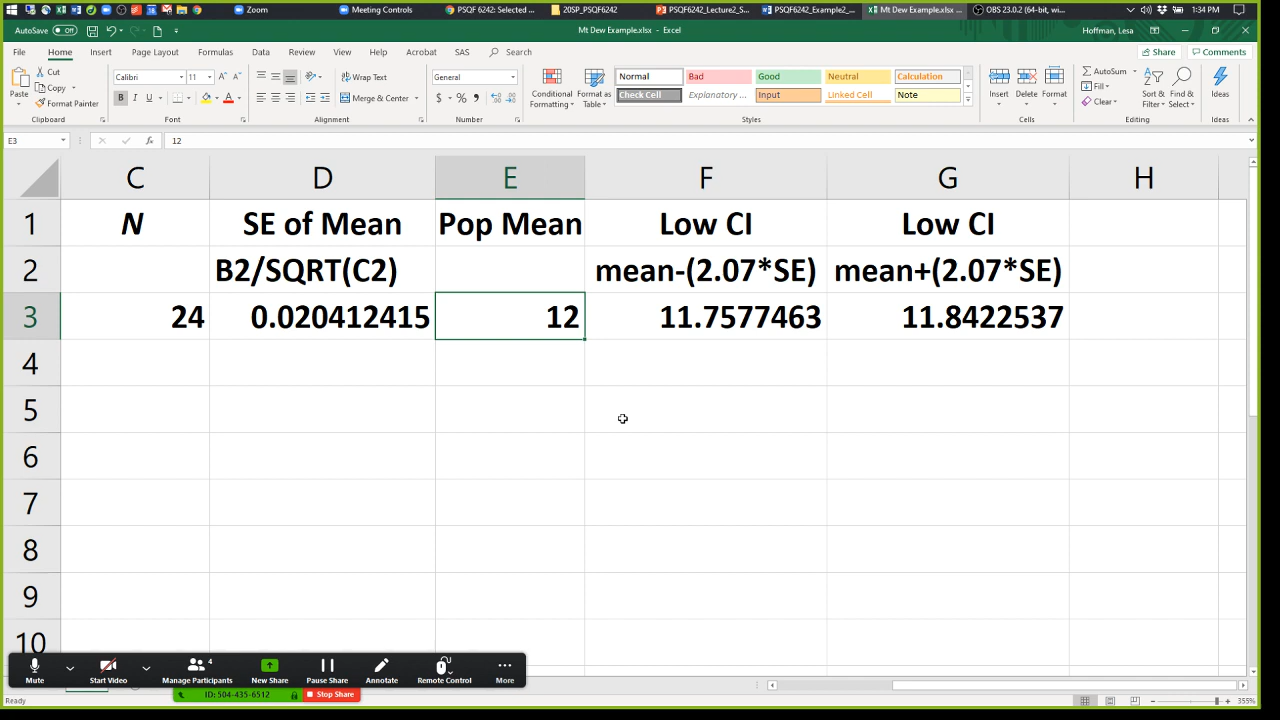 Zoom
Meeting Controls
PSQF 6242: Selected ...
20SP_PSQF6242
PSQF6242_Lecture2_S...
PSQF6242_Example2_...
Mt Dew Example.xlsx - ...
OBS 23.0.2 (64-bit, wi...
1:34 PM
AutoSave Off
Mt Dew Example.xlsx - Excel
Hoffman, Lesa
File Home Insert Page Layout Formulas Data Review View Help Acrobat SAS Search
Share Comments
Paste
Cut
Copy
Format Painter
Calibri 11
B I U
Wrap Text
Merge & Center
General
$ % ,
Conditional Formatting
Format as Table
Normal Bad Good Neutral Calculation
Check Cell Explanatory ... Input Linked Cell Note
Insert Delete Format
AutoSum
Fill
Clear
Sort & Filter
Find & Select
Ideas
Clipboard Font Alignment Number Styles Cells Editing Ideas
E3 fx 12
C D E F G H
1 N SE of Mean Pop Mean Low CI Low CI
2 B2/SQRT(C2) mean-(2.07*SE) mean+(2.07*SE)
3 24 0.020412415 12 11.7577463 11.8422537
4
5
6
7
8
9
10
4
Mute Start Video Manage Participants New Share Pause Share Annotate Remote Control More
ID: 504-435-6512 Stop Share
Ready
355%